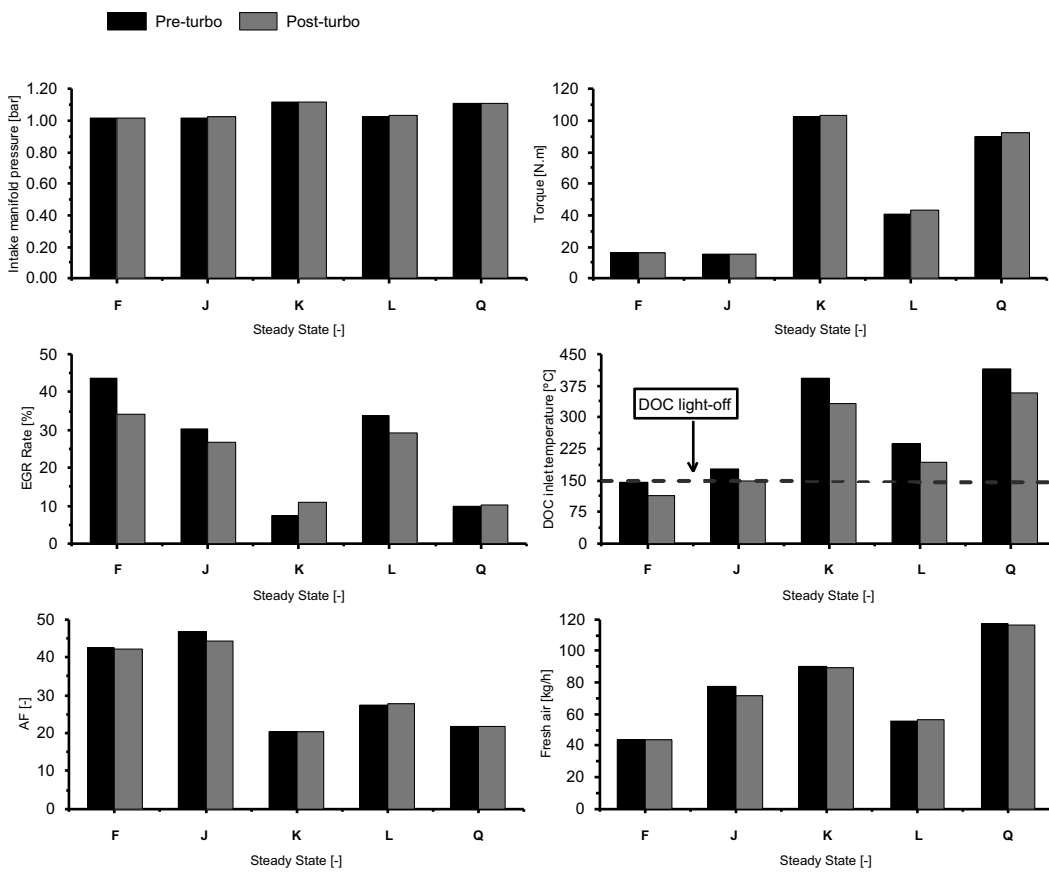 Pre-turbo Post-turbo
Intake manifold pressure [bar]
1.20
1.00
0.80
0.60
0.40
0.20
0.00
F J K L Q
Steady State [-]
Torque [N.m]
120
100
80
60
40
20
0
F J K L Q
Steady State [-]
EGR Rate [%]
50
40
30
20
10
0
F J K L Q
Steady State [-]
DOC inlet temperature [ºC]
450
375
300
225
150
75
0
DOC light-off
F J K L Q
Steady State [-]
AF [-]
50
40
30
20
10
0
F J K L Q
Steady State [-]
Fresh air [kg/h]
120
100
80
60
40
20
0
F J K L Q
Steady State [-]